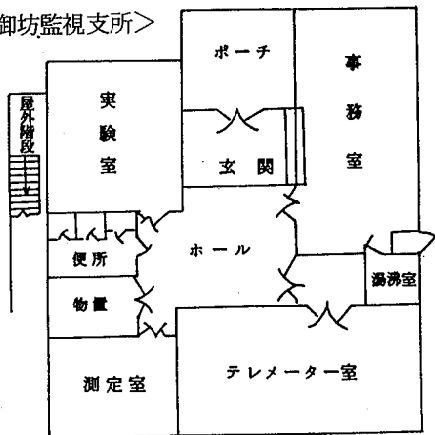 御坊監視支所＞
ポーチ
事務室
実験室
屋外階段
玄関
ホール
便所
湯沸室
物置
測定室
テレメーター室